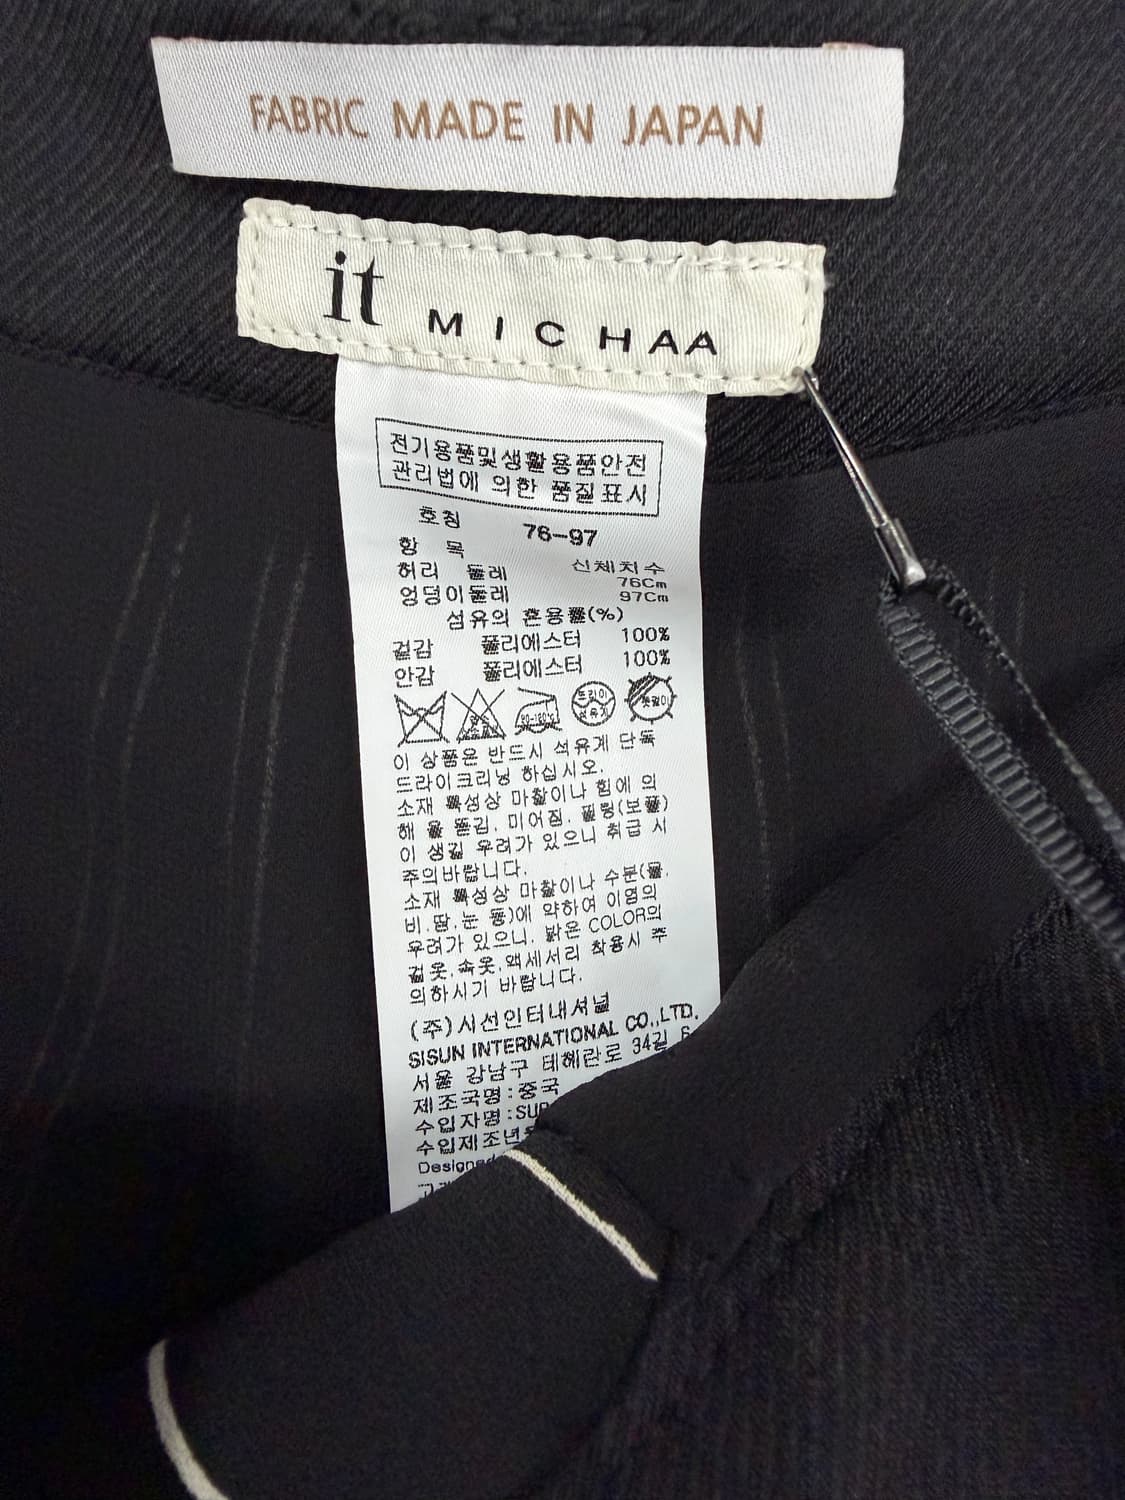 FABRIC MADE IN JAPAN
it MICHAA
전기용품및생활용품안전
관리법에 의한 품질표시
호칭 76-97
항 목 신체치수
허리 둘레 76Cm
엉덩이둘레 97Cm
섬유의 혼용률(%)
겉감 폴리에스터 100%
안감 폴리에스터 100%
80-120℃ 드라이 석유계
이 상품은 반드시 석유계 단독
드라이크리닝 하십시오.
소재 특성상 마찰이나 힘에 의
해 올 뜯김, 미어짐, 필링(보풀)
이 생길 우려가 있으니 취급 시
주의바랍니다.
소재 특성상 마찰이나 수분(물,
비,땀,눈 등)에 약하여 이염의
우려가 있으니, 밝은 COLOR의
겉옷,속옷,액세서리 착용시 주
의하시기 바랍니다.
(주)시선인터내셔널
SISUN INTERNATIONAL CO.,LTD.
서울 강남구 테헤란로 34길 6
제조국명:중국
수입자명:
수입제조년
Designed